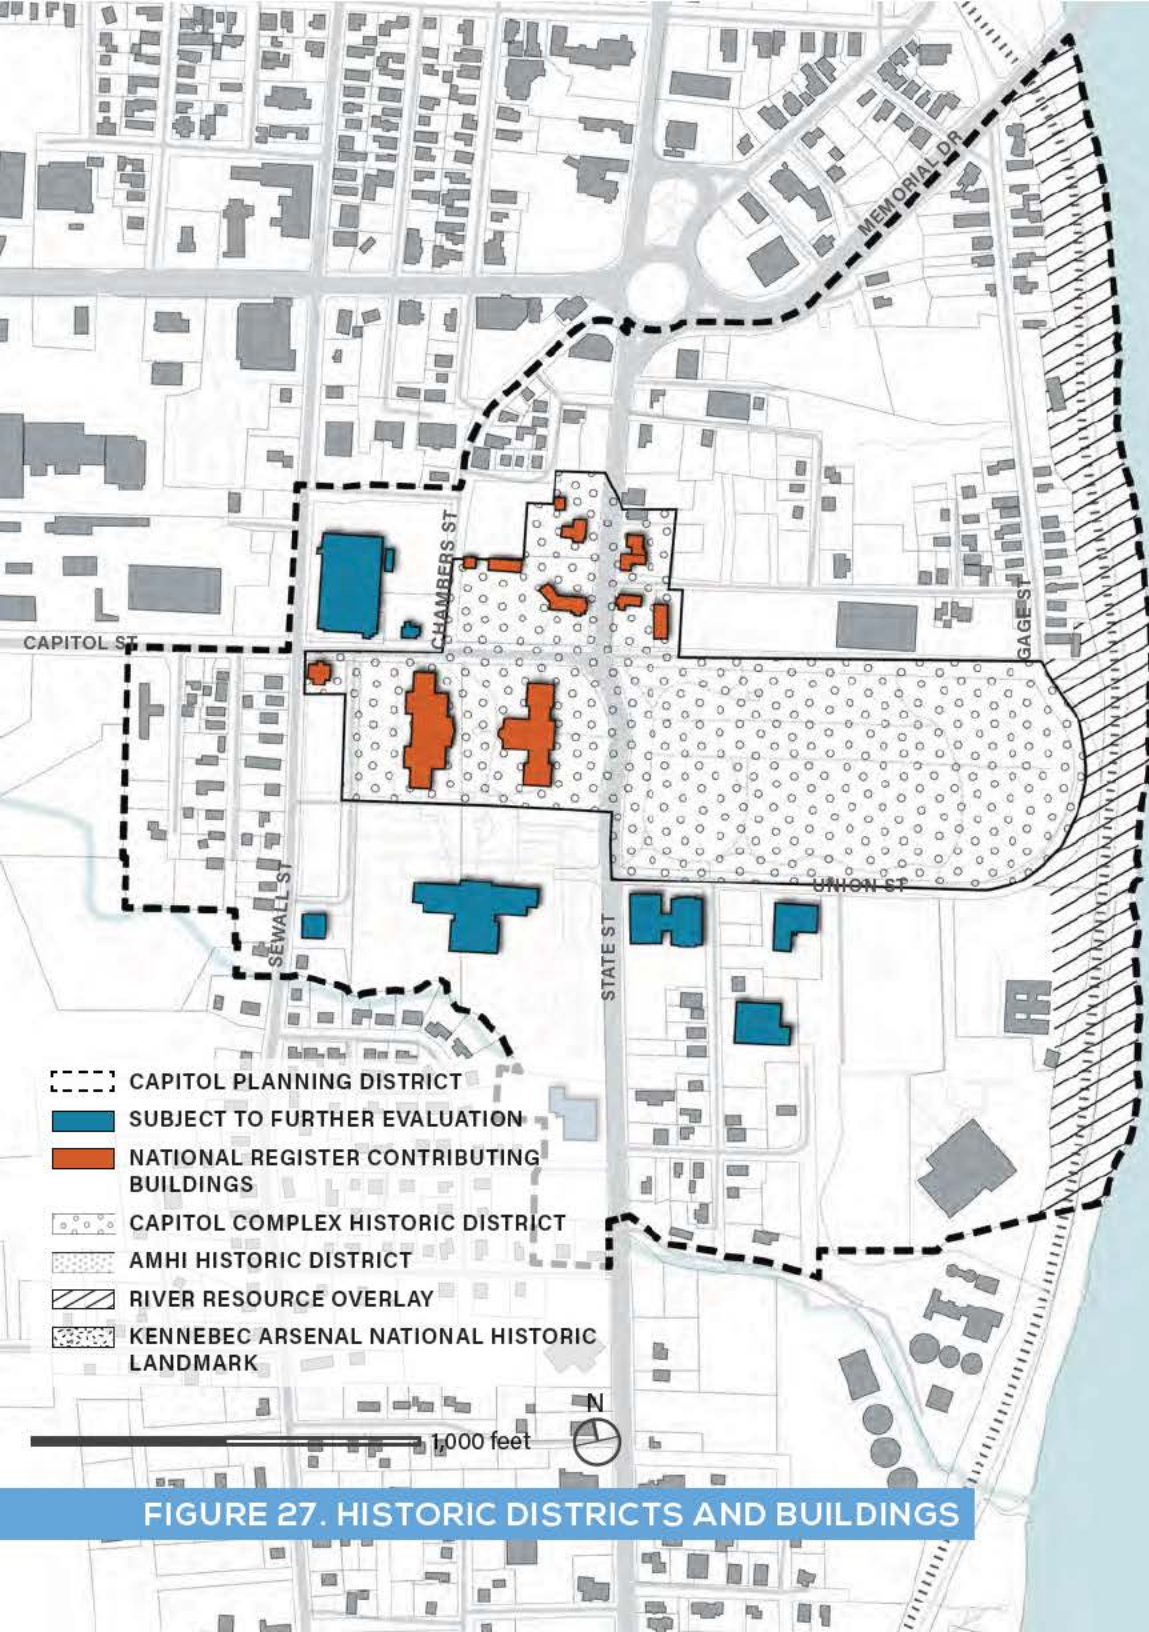 MEMORIAL DR
CHAMBERS ST
CAPITOL ST
GAGE ST
UNION ST
SEWALL ST
STATE ST
CAPITOL PLANNING DISTRICT
SUBJECT TO FURTHER EVALUATION
NATIONAL REGISTER CONTRIBUTING
BUILDINGS
CAPITOL COMPLEX HISTORIC DISTRICT
AMHI HISTORIC DISTRICT
RIVER RESOURCE OVERLAY
KENNEBEC ARSENAL NATIONAL HISTORIC
LANDMARK
N
1,000 feet
FIGURE 27. HISTORIC DISTRICTS AND BUILDINGS